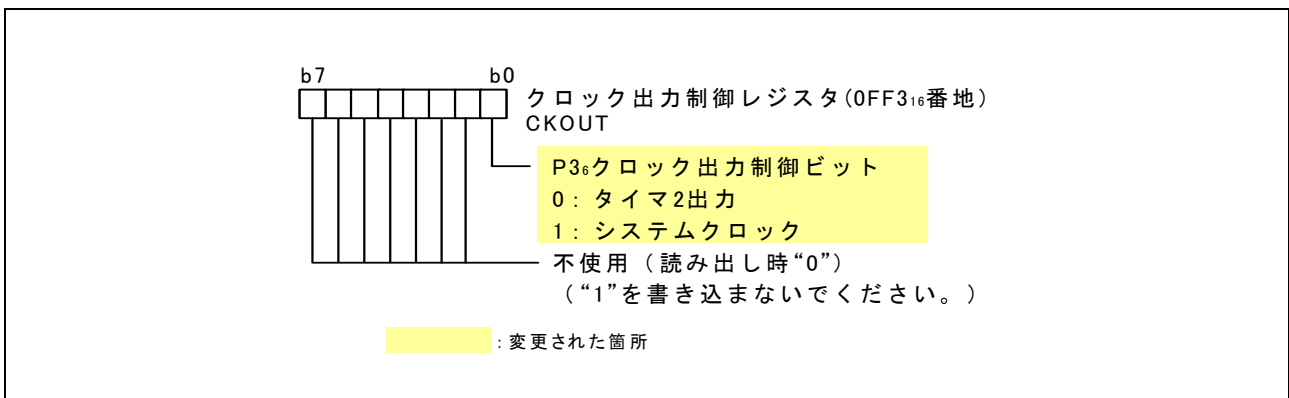 b7 b0
クロック出力制御レジスタ(0FF3₁₆番地)
CKOUT
P3₆クロック出力制御ビット
0: タイマ2出力
1: システムクロック
不使用（読み出し時“0”）
（“1”を書き込まないでください。）
: 変更された箇所